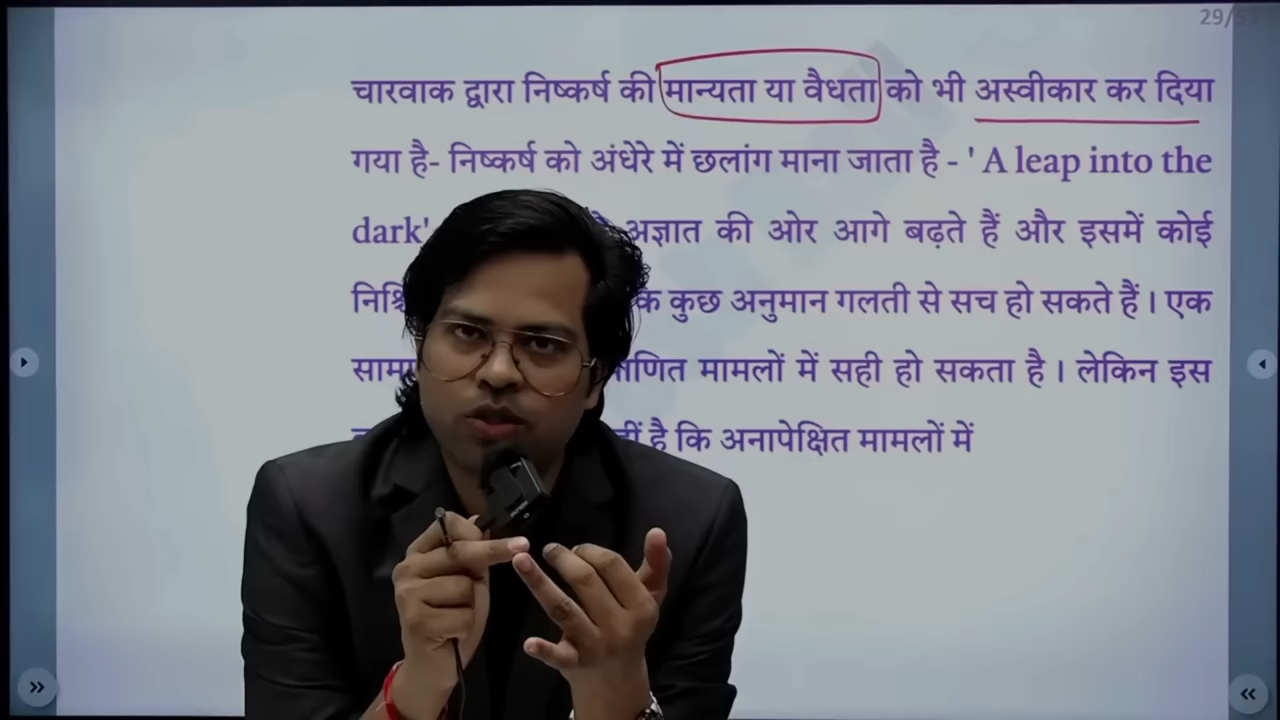 29/53
चारवाक द्वारा निष्कर्ष की मान्यता या वैधता को भी अस्वीकार कर दिया
गया है- निष्कर्ष को अंधेरे में छलांग माना जाता है - ' A leap into the
dark' अज्ञात की ओर आगे बढ़ते हैं और इसमें कोई
कुछ अनुमान गलती से सच हो सकते हैं। एक
मामलों में सही हो सकता है। लेकिन इस
है कि अनापेक्षित मामलों में